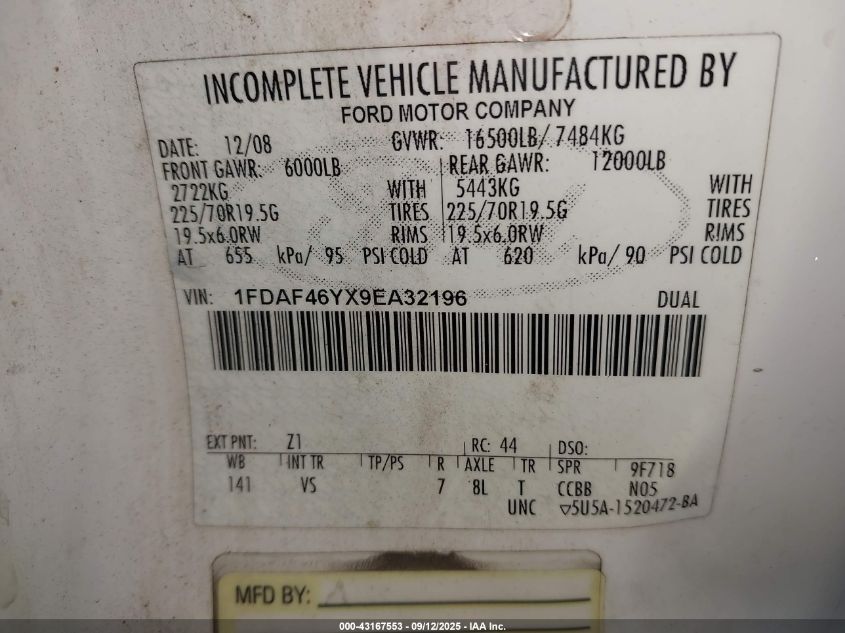 INCOMPLETE VEHICLE MANUFACTURED BY
FORD MOTOR COMPANY
DATE: 12/08 GVWR: 16500LB/ 7484KG
FRONT GAWR: 6000LB REAR GAWR: 12000LB
2722KG WITH 5443KG WITH
225/70R19.5G TIRES 225/70R19.5G TIRES
19.5x6.0RW RIMS 19.5x6.0RW RIMS
AT 655 kPa/ 95 PSI COLD AT 620 kPa/ 90 PSI COLD
VIN: 1FDAF46YX9EA32196 DUAL
EXT PNT: Z1 RC: 44 DSO:
WB INT TR TP/PS R AXLE TR SPR 9F718
141 VS 7 8L T CCBB N05
UNC ▽5U5A-1520472-BA
MFD BY:
000-43167553 - 09/12/2025 - IAA Inc.